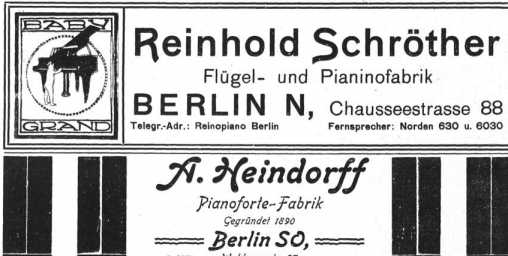 BABY
GRAND
Reinhold Schröther
Flügel- und Pianinofabrik
BERLIN N, Chausseestrasse 88
Telegr.-Adr.: Reinopiano Berlin Fernsprecher: Norden 630 u. 6030
A. Heindorff
Pianoforte-Fabrik
Gegründet 1890
Berlin SO,